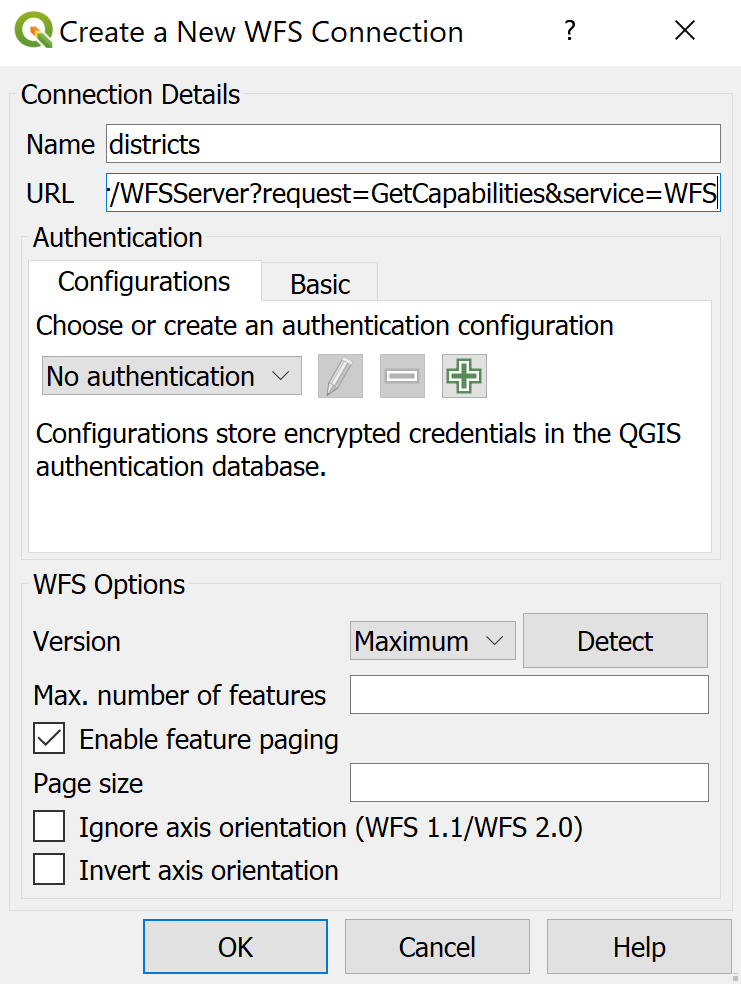 Create a New WFS Connection
?
Connection Details
Name districts
URL /WFSServer?request=GetCapabilities&service=WFS
Authentication
Configurations Basic
Choose or create an authentication configuration
No authentication
Configurations store encrypted credentials in the QGIS
authentication database.
WFS Options
Version Maximum Detect
Max. number of features
Enable feature paging
Page size
Ignore axis orientation (WFS 1.1/WFS 2.0)
Invert axis orientation
OK Cancel Help